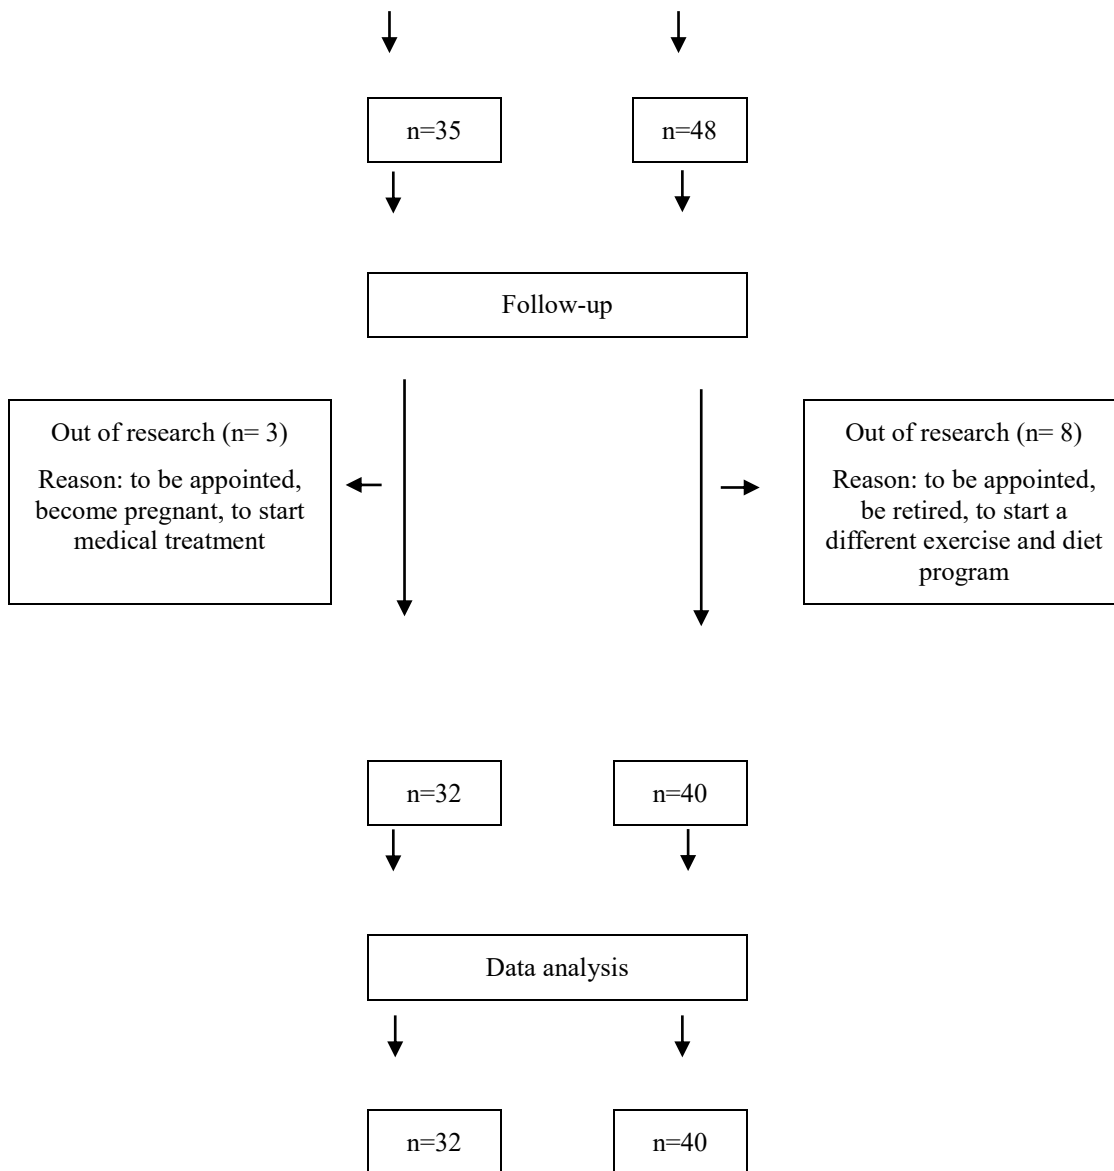 n=35
n=48
Follow-up
Out of research (n= 3)
Reason: to be appointed,
become pregnant, to start
medical treatment
Out of research (n= 8)
Reason: to be appointed,
be retired, to start a
different exercise and diet
program
n=32
n=40
Data analysis
n=32
n=40